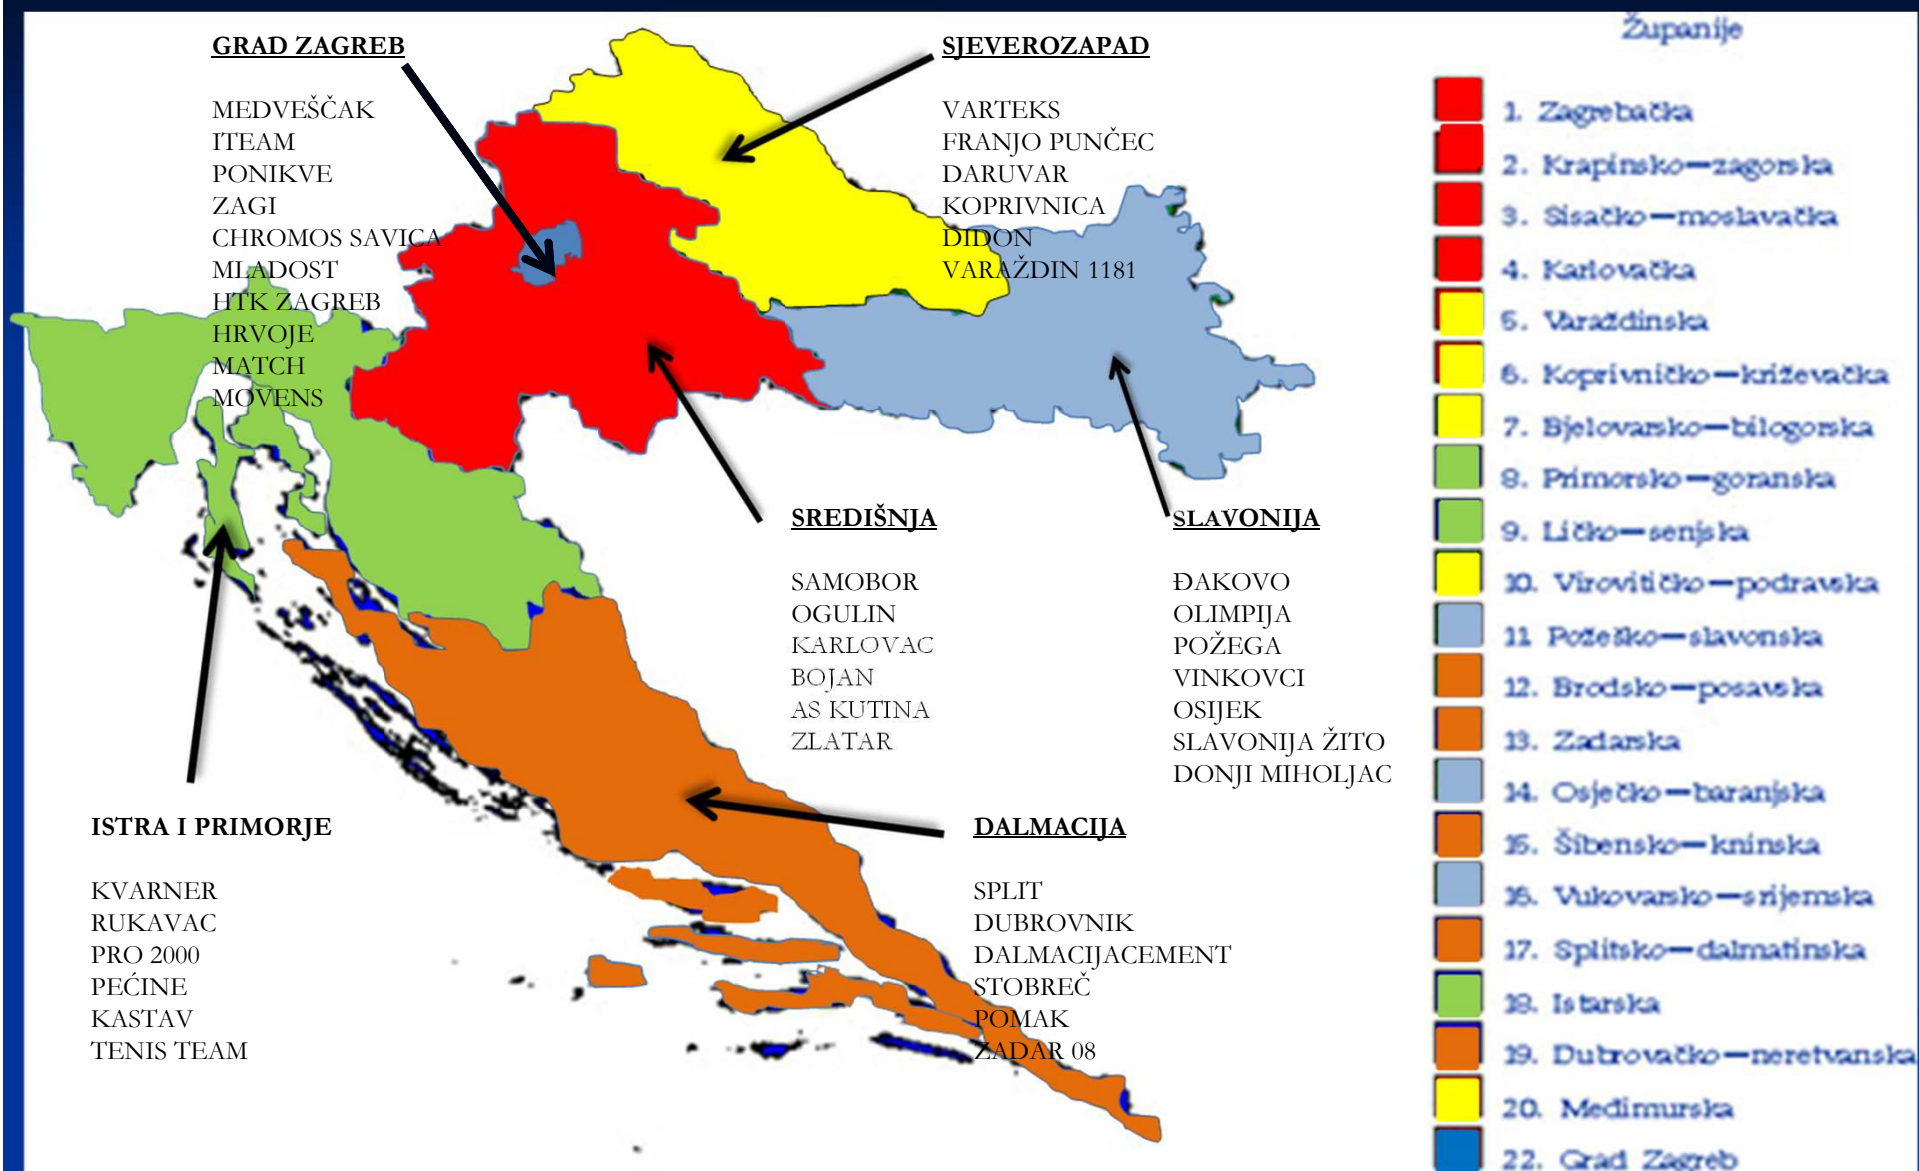 GRAD ZAGREB
MEDVEŠČAK
ITEAM
PONIKVE
ZAGI
CHROMOS SAVICA
MLADOST
HTK ZAGREB
HRVOJE
MATCH
MOVENS
SJEVEROZAPAD
VARTEKS
FRANJO PUNČEC
DARUVAR
KOPRIVNICA
DIDON
VARAŽDIN 1181
SREDIŠNJA
SAMOBOR
OGULIN
KARLOVAC
BOJAN
AS KUTINA
ZLATAR
SLAVONIJA
ĐAKOVO
OLIMPIJA
POŽEGA
VINKOVCI
OSIJEK
SLAVONIJA ŽITO
DONJI MIHOLJAC
ISTRA I PRIMORJE
KVARNER
RUKAVAC
PRO 2000
PEĆINE
KASTAV
TENIS TEAM
DALMACIJA
SPLIT
DUBROVNIK
DALMACIJACEMENT
STOBREČ
POMAK
ZADAR 08
Županije
1. Zagrebačka
2. Krapinsko-zagorska
3. Sisačko-moslavačka
4. Karlovačka
5. Varaždinska
6. Koprivničko-križevačka
7. Bjelovarsko-bilogorska
8. Primorsko-goranska
9. Ličko-senjska
10. Virovitičko-podravska
11 Požeško-slavonska
12. Brodsko-posavska
13. Zadarska
14. Osječko-baranjska
15. Šibensko-kninska
16. Vukovarsko-srijemska
17. Splitsko-dalmatinska
18. Istarska
19. Dubrovačko-neretvanska
20. Međimurska
22. Grad Zagreb